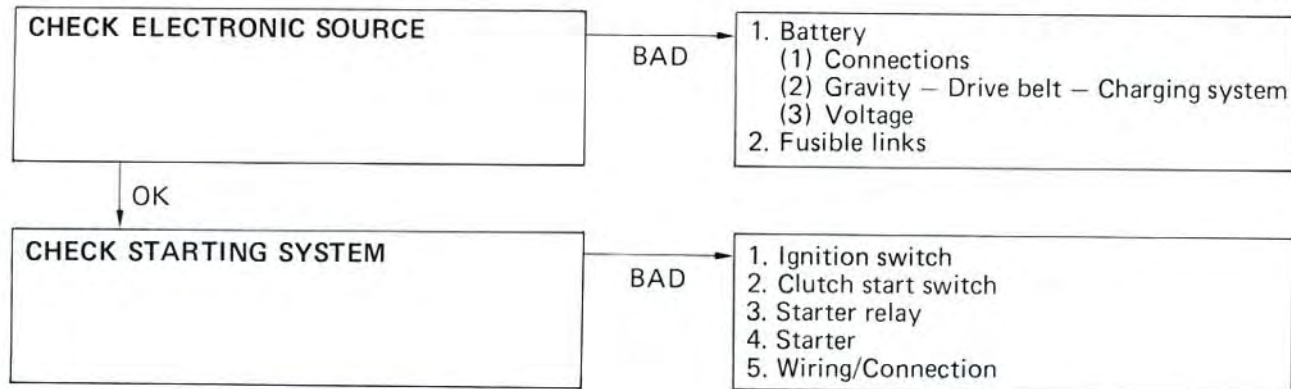 CHECK ELECTRONIC SOURCE
BAD
1. Battery
(1) Connections
(2) Gravity – Drive belt – Charging system
(3) Voltage
2. Fusible links
OK
CHECK STARTING SYSTEM
BAD
1. Ignition switch
2. Clutch start switch
3. Starter relay
4. Starter
5. Wiring/Connection